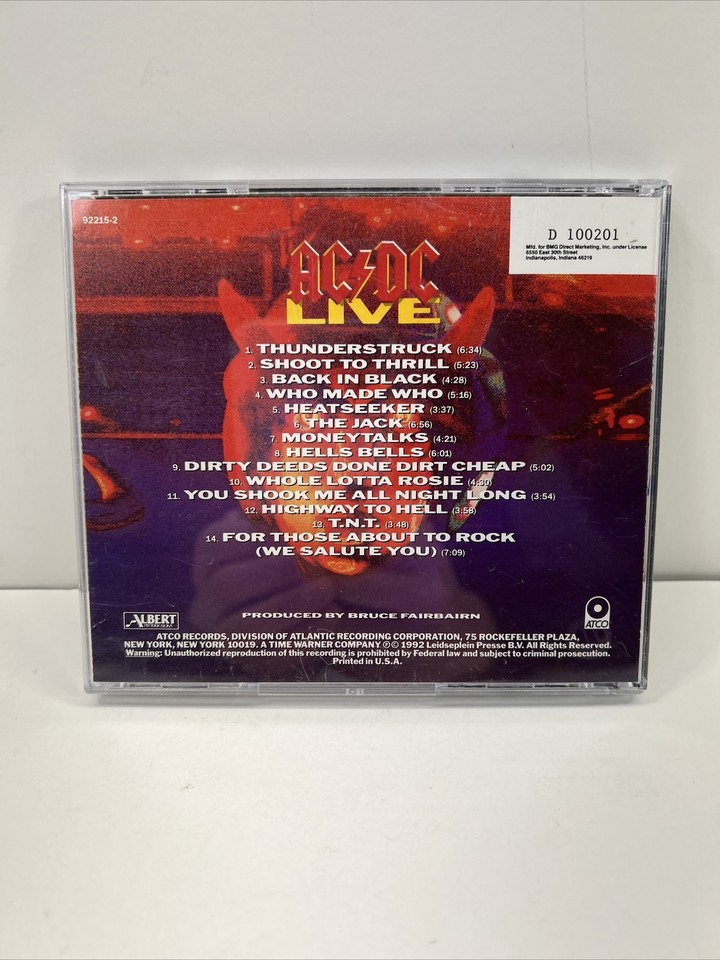 92215-2
D 100201
Mfd. for BMG Direct Marketing, Inc. under License
6550 East 30th Street
Indianapolis, Indiana 46219
AC DC
LIVE
1. THUNDERSTRUCK (6:34)
2. SHOOT TO THRILL (5:23)
3. BACK IN BLACK (4:28)
4. WHO MADE WHO (5:16)
5. HEATSEEKER (3:37)
6. THE JACK (6:56)
7. MONEYTALKS (4:21)
8. HELLS BELLS (6:01)
9. DIRTY DEEDS DONE DIRT CHEAP (5:02)
10. WHOLE LOTTA ROSIE (4:30)
11. YOU SHOOK ME ALL NIGHT LONG (3:54)
12. HIGHWAY TO HELL (3:58)
13. T.N.T. (3:48)
14. FOR THOSE ABOUT TO ROCK
(WE SALUTE YOU) (7:09)
ALBERT
PRODUCTIONS
PRODUCED BY BRUCE FAIRBAIRN
ATCO
ATCO RECORDS, DIVISION OF ATLANTIC RECORDING CORPORATION, 75 ROCKEFELLER PLAZA,
NEW YORK, NEW YORK 10019. A TIME WARNER COMPANY ℗© 1992 Leidseplein Presse B.V. All Rights Reserved.
Warning: Unauthorized reproduction of this recording is prohibited by Federal law and subject to criminal prosecution.
Printed in U.S.A.